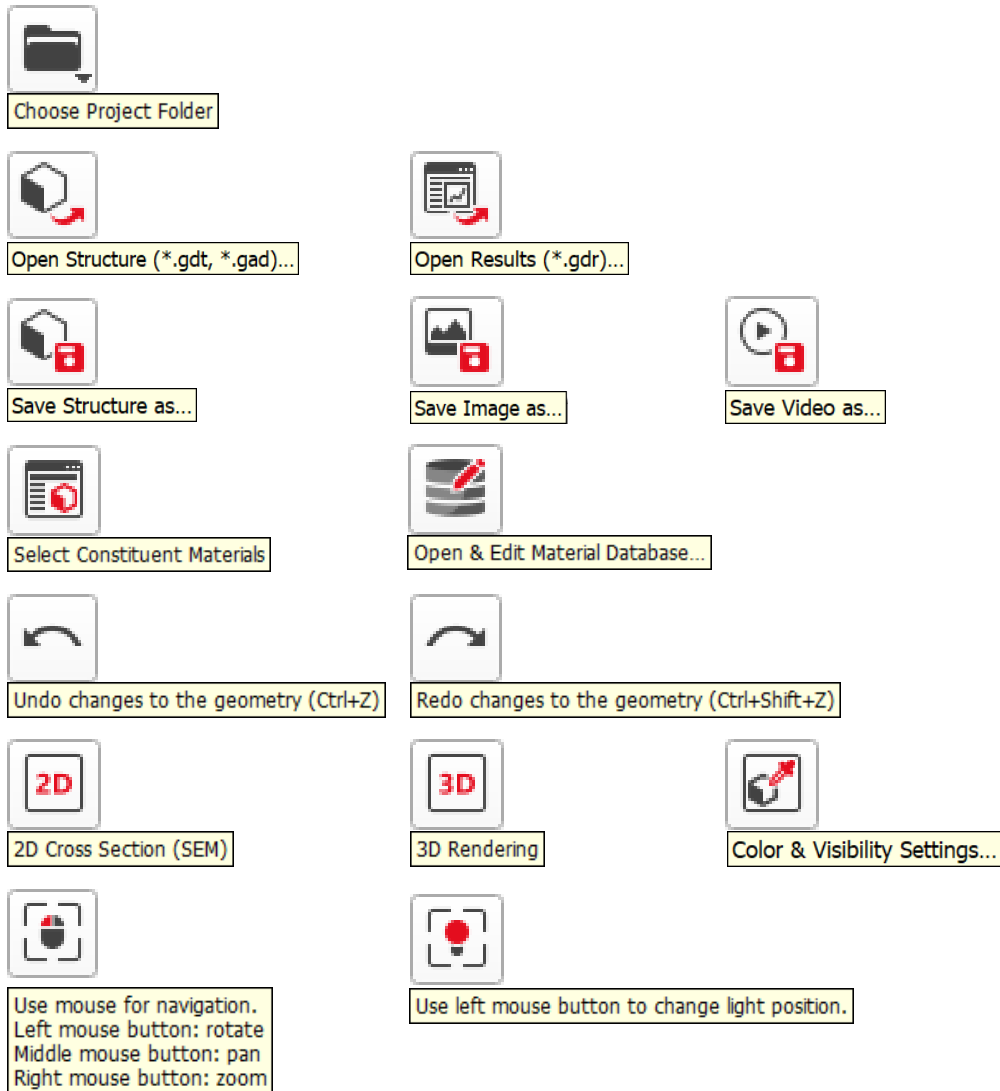 Choose Project Folder
Open Structure (*.gdt, *.gad)...
Open Results (*.gdr)...
Save Structure as...
Save Image as...
Save Video as...
Select Constituent Materials
Open & Edit Material Database...
Undo changes to the geometry (Ctrl+Z)
Redo changes to the geometry (Ctrl+Shift+Z)
2D
3D
2D Cross Section (SEM)
3D Rendering
Color & Visibility Settings...
Use mouse for navigation.
Left mouse button: rotate
Middle mouse button: pan
Right mouse button: zoom
Use left mouse button to change light position.